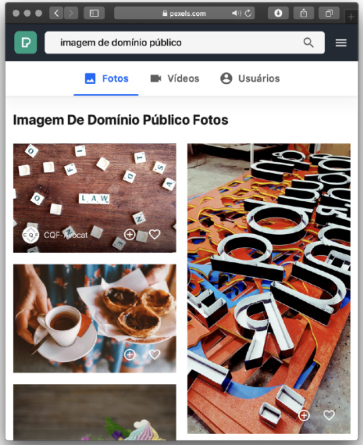 pexels.com
imagem de domínio público
Fotos
Vídeos
Usuários
Imagem De Domínio Público Fotos
LAW
CQF-Avocat